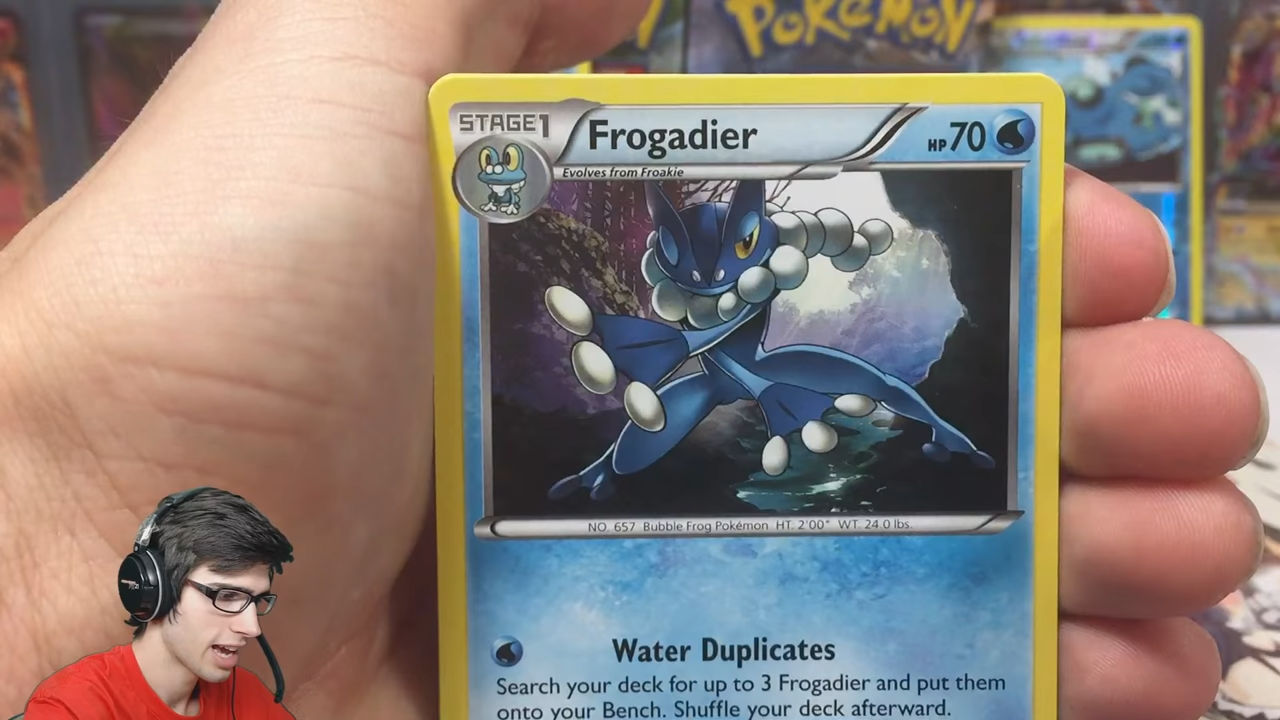 POKéMON
STAGE1
Frogadier
HP70
Evolves from Froakie
NO. 657 Bubble Frog Pokémon HT. 2'00" WT. 24.0 lbs.
Water Duplicates
Search your deck for up to 3 Frogadier and put them
onto your Bench. Shuffle your deck afterward.